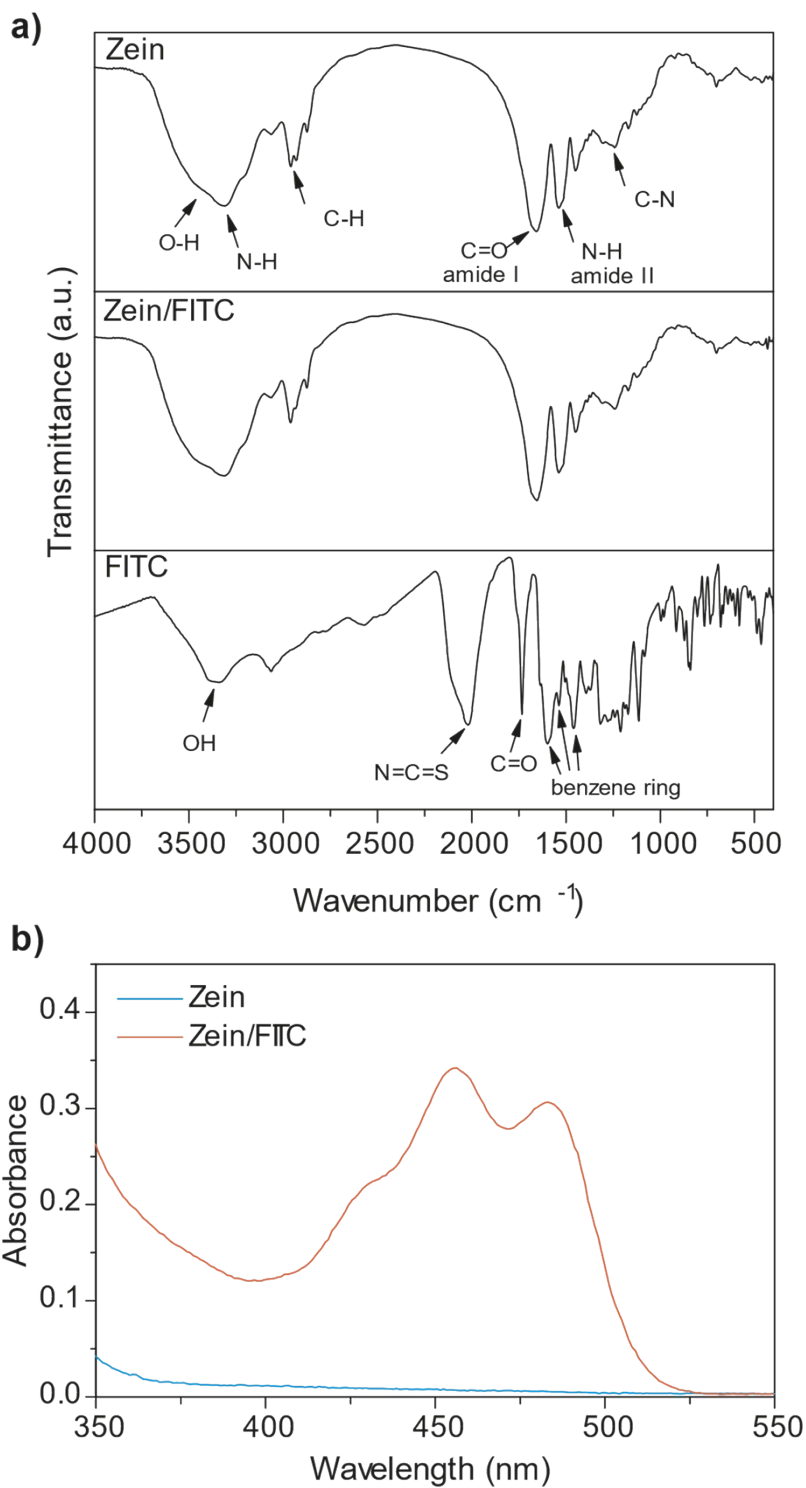 a)
Zein
O-H
N-H
C-H
C=O
amide I
N-H
amide II
C-N
Zein/FITC
FITC
OH
N=C=S
C=O
benzene ring
Transmittance (a.u.)
4000 3500 3000 2500 2000 1500 1000 500
Wavenumber (cm -1)
b)
Zein
Zein/FITC
0.4
0.3
0.2
0.1
0.0
Absorbance
350 400 450 500 550
Wavelength (nm)